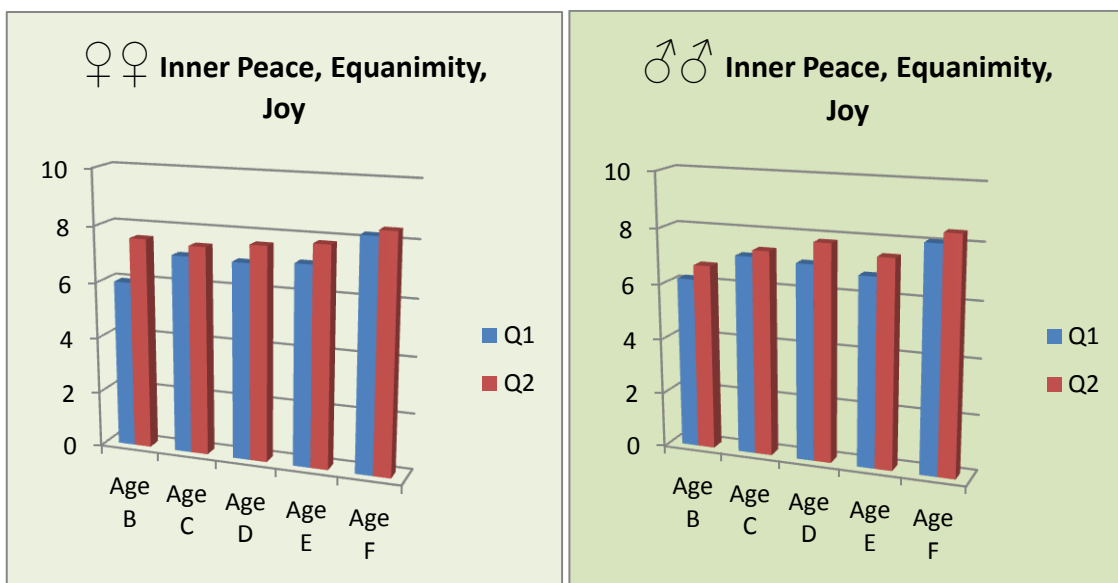 ♀♀ Inner Peace, Equanimity,
Joy
10
8
6
4
2
0
Age
B
Age
C
Age
D
Age
E
Age
F
Q1
Q2
♂♂ Inner Peace, Equanimity,
Joy
10
8
6
4
2
0
Age
B
Age
C
Age
D
Age
E
Age
F
Q1
Q2